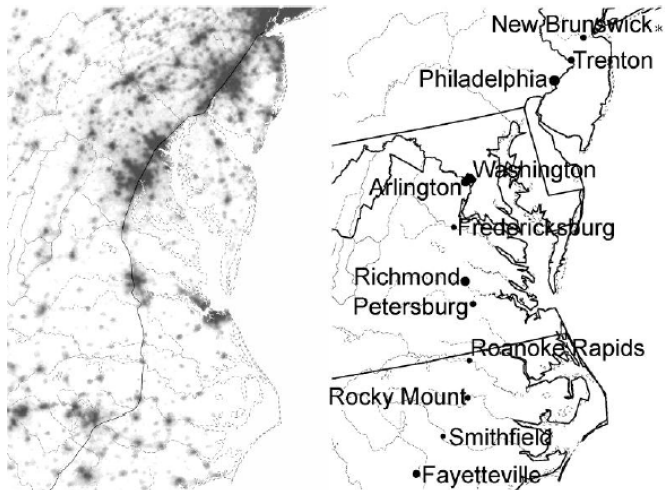 New Brunswick
Trenton
Philadelphia
Washington
Arlington
Fredericksburg
Richmond
Petersburg
Roanoke Rapids
Rocky Mount
Smithfield
Fayetteville